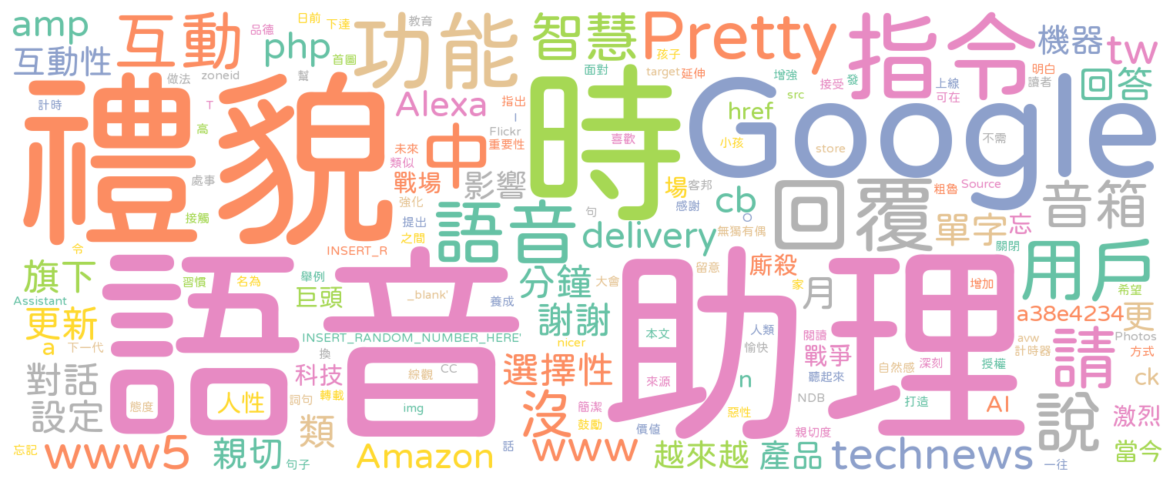 amp
互動
互動性
php
首圖
品德
日前
下達
教育
功能
智慧
面對
Pretty
孩子
target
延伸
增強
src
接受
發
指令
機器
tw
上線
可在
明白
讀者
回答
做法
zoneid
計時
T
高
禮貌
處事
接觸
Alexa
中
未來
類似
戰場
強化
指出
I
Flickr
重要性
影響
時
喜歡
Google
href
小孩
store
不需
粗魯
Source
場
客邦
感謝
cb
無獨有偶
回覆
音箱
單字
忘
關閉
語音
句
delivery
提出
之間
INSERT_R
令
旗下
習慣
名為
Assistant
舉例
巨頭
_blank'
養成
分鐘
大會
留意
廝殺
家
月
增加
用戶
希望
更新
a
下一代
語音助理
INSERT_RANDOM_NUMBER_HERE'
謝謝
nicer
本文
人類
愉快
閱讀
戰爭
聽起來
自然感
深刻
授權
a38e4234
更
avw
計時器
Photos
方式
請
ck
對話
設定
態度
人性
換
科技
詞句
轉載
類
綜觀
CC
img
選擇性
沒
簡潔
鼓勵
來源
價值
惡性
n
NDB
親切度
打造
AI
說
激烈
忘記
www5
親切
句子
Amazon
話
www
越來越
產品
technews
一往
當今